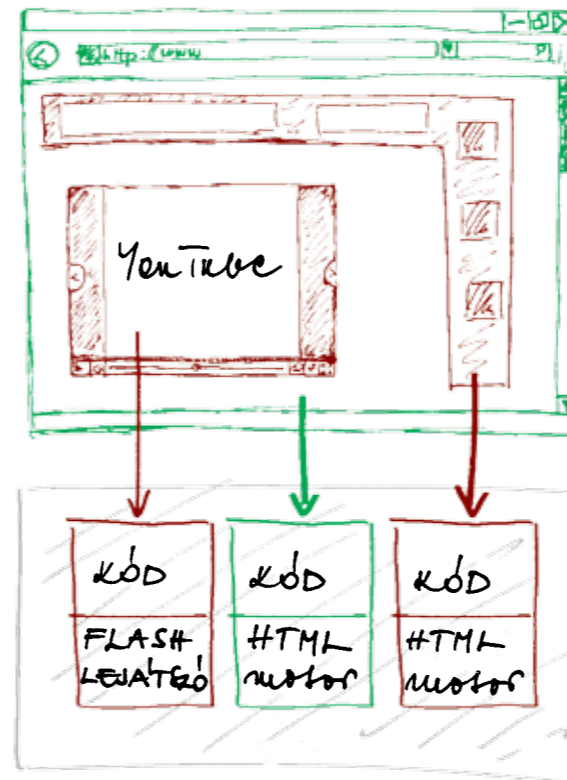 http://www
YouTube
KÓD
FLASH
LEJÁTSZÓ
KÓD
HTML
motor
KÓD
HTML
motor